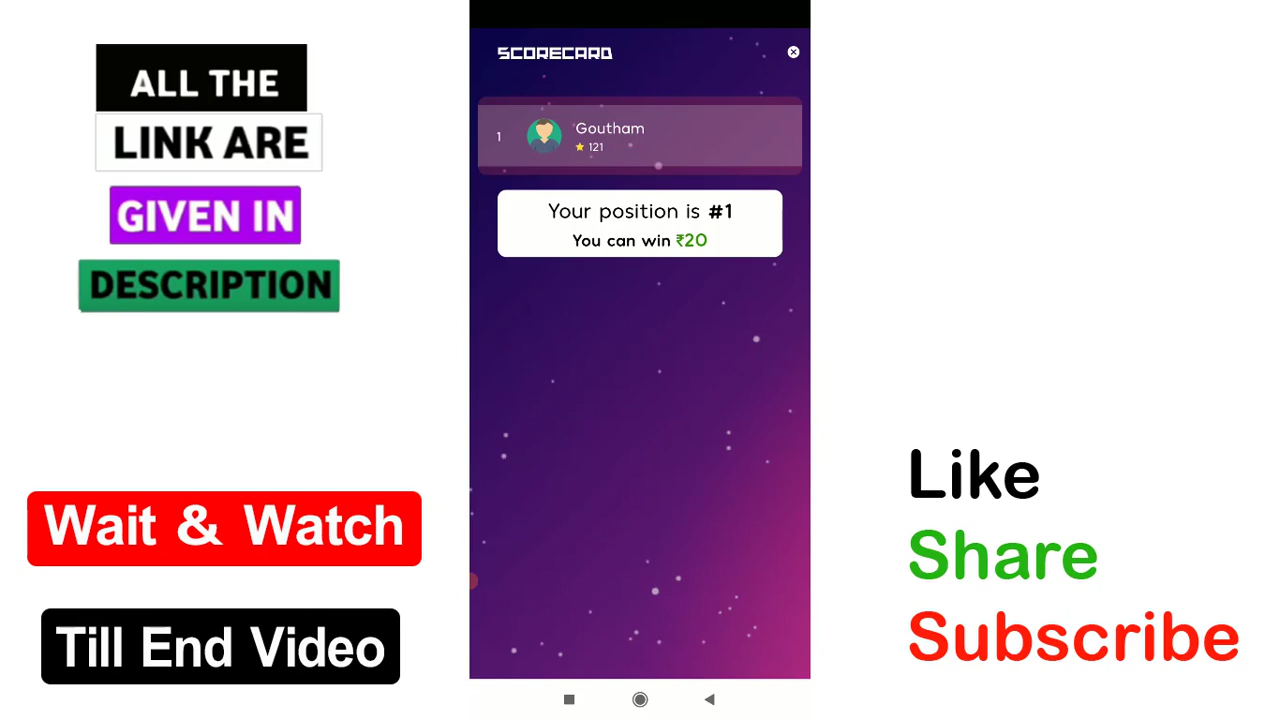 ALL THE
LINK ARE
GIVEN IN
DESCRIPTION
Wait & Watch
Till End Video
SCORECARD
1
Goutham
121
Your position is #1
You can win ₹20
Like
Share
Subscribe